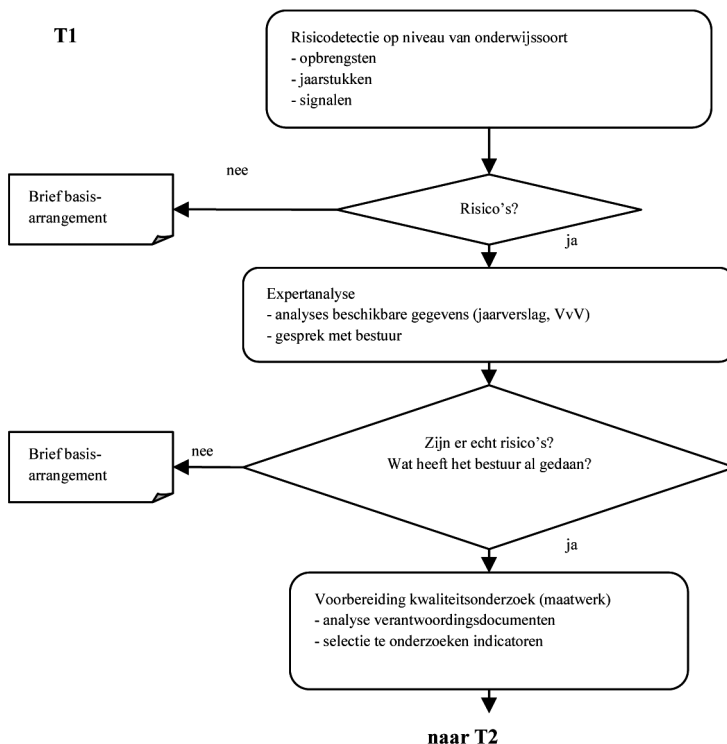 T1
Risicodetectie op niveau van onderwijssoort
- opbrengsten
- jaarstukken
- signalen
nee
Brief basis-
arrangement
Risico's?
ja
Expertanalyse
- analyses beschikbare gegevens (jaarverslag, VvV)
- gesprek met bestuur
Zijn er echt risico's?
Wat heeft het bestuur al gedaan?
nee
Brief basis-
arrangement
ja
Voorbereiding kwaliteitsonderzoek (maatwerk)
- analyse verantwoordingsdocumenten
- selectie te onderzoeken indicatoren
naar T2